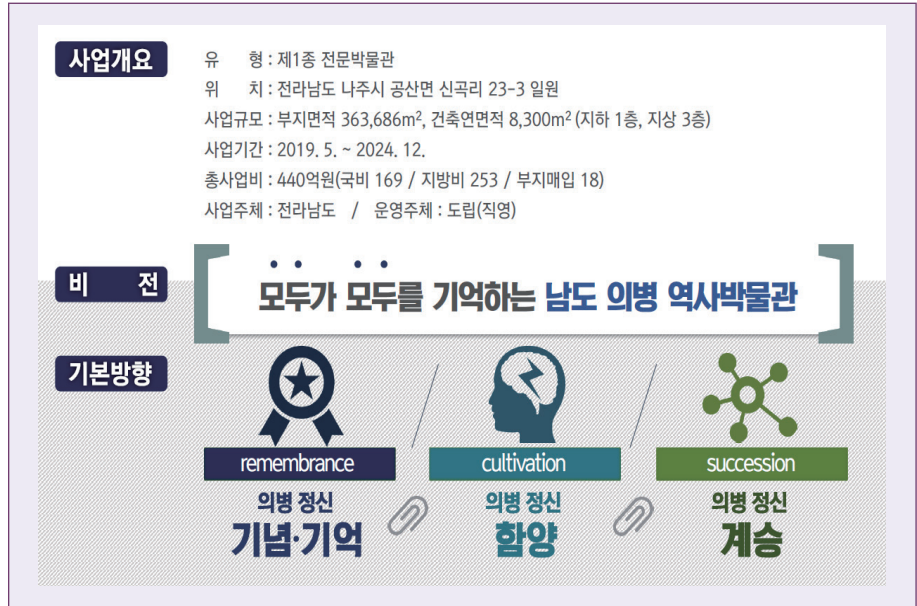 사업개요
유 형 : 제1종 전문박물관
위 치 : 전라남도 나주시 공산면 신곡리 23-3 일원
사업규모 : 부지면적 363,686m², 건축연면적 8,300m² (지하 1층, 지상 3층)
사업기간 : 2019. 5. ~ 2024. 12.
총사업비 : 440억원(국비 169 / 지방비 253 / 부지매입 18)
사업주체 : 전라남도 / 운영주체 : 도립(직영)
비 전
모두가 모두를 기억하는 남도 의병 역사박물관
기본방향
remembrance
의병 정신
기념·기억
cultivation
의병 정신
함양
succession
의병 정신
계승